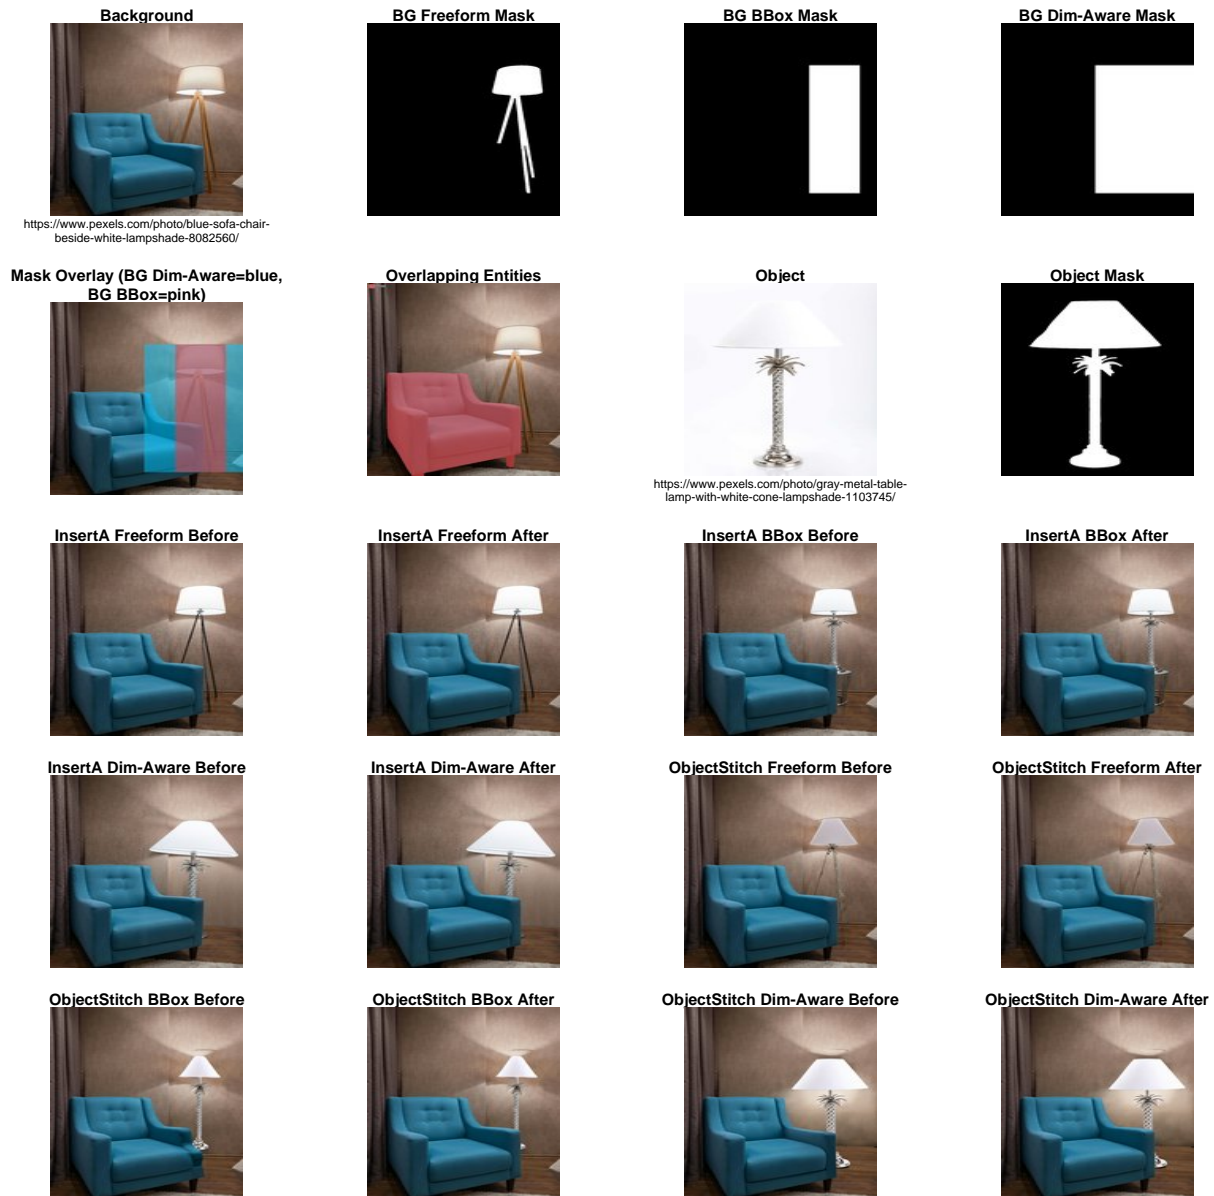 Background
BG Freeform Mask
BG BBox Mask
BG Dim-Aware Mask
https://www.pexels.com/photo/blue-sofa-chair-
beside-white-lampshade-8082560/
Mask Overlay (BG Dim-Aware=blue,
BG BBox=pink)
Overlapping Entities
Object
Object Mask
https://www.pexels.com/photo/gray-metal-table-
lamp-with-white-cone-lampshade-1103745/
InsertA Freeform Before
InsertA Freeform After
InsertA BBox Before
InsertA BBox After
InsertA Dim-Aware Before
InsertA Dim-Aware After
ObjectStitch Freeform Before
ObjectStitch Freeform After
ObjectStitch BBox Before
ObjectStitch BBox After
ObjectStitch Dim-Aware Before
ObjectStitch Dim-Aware After